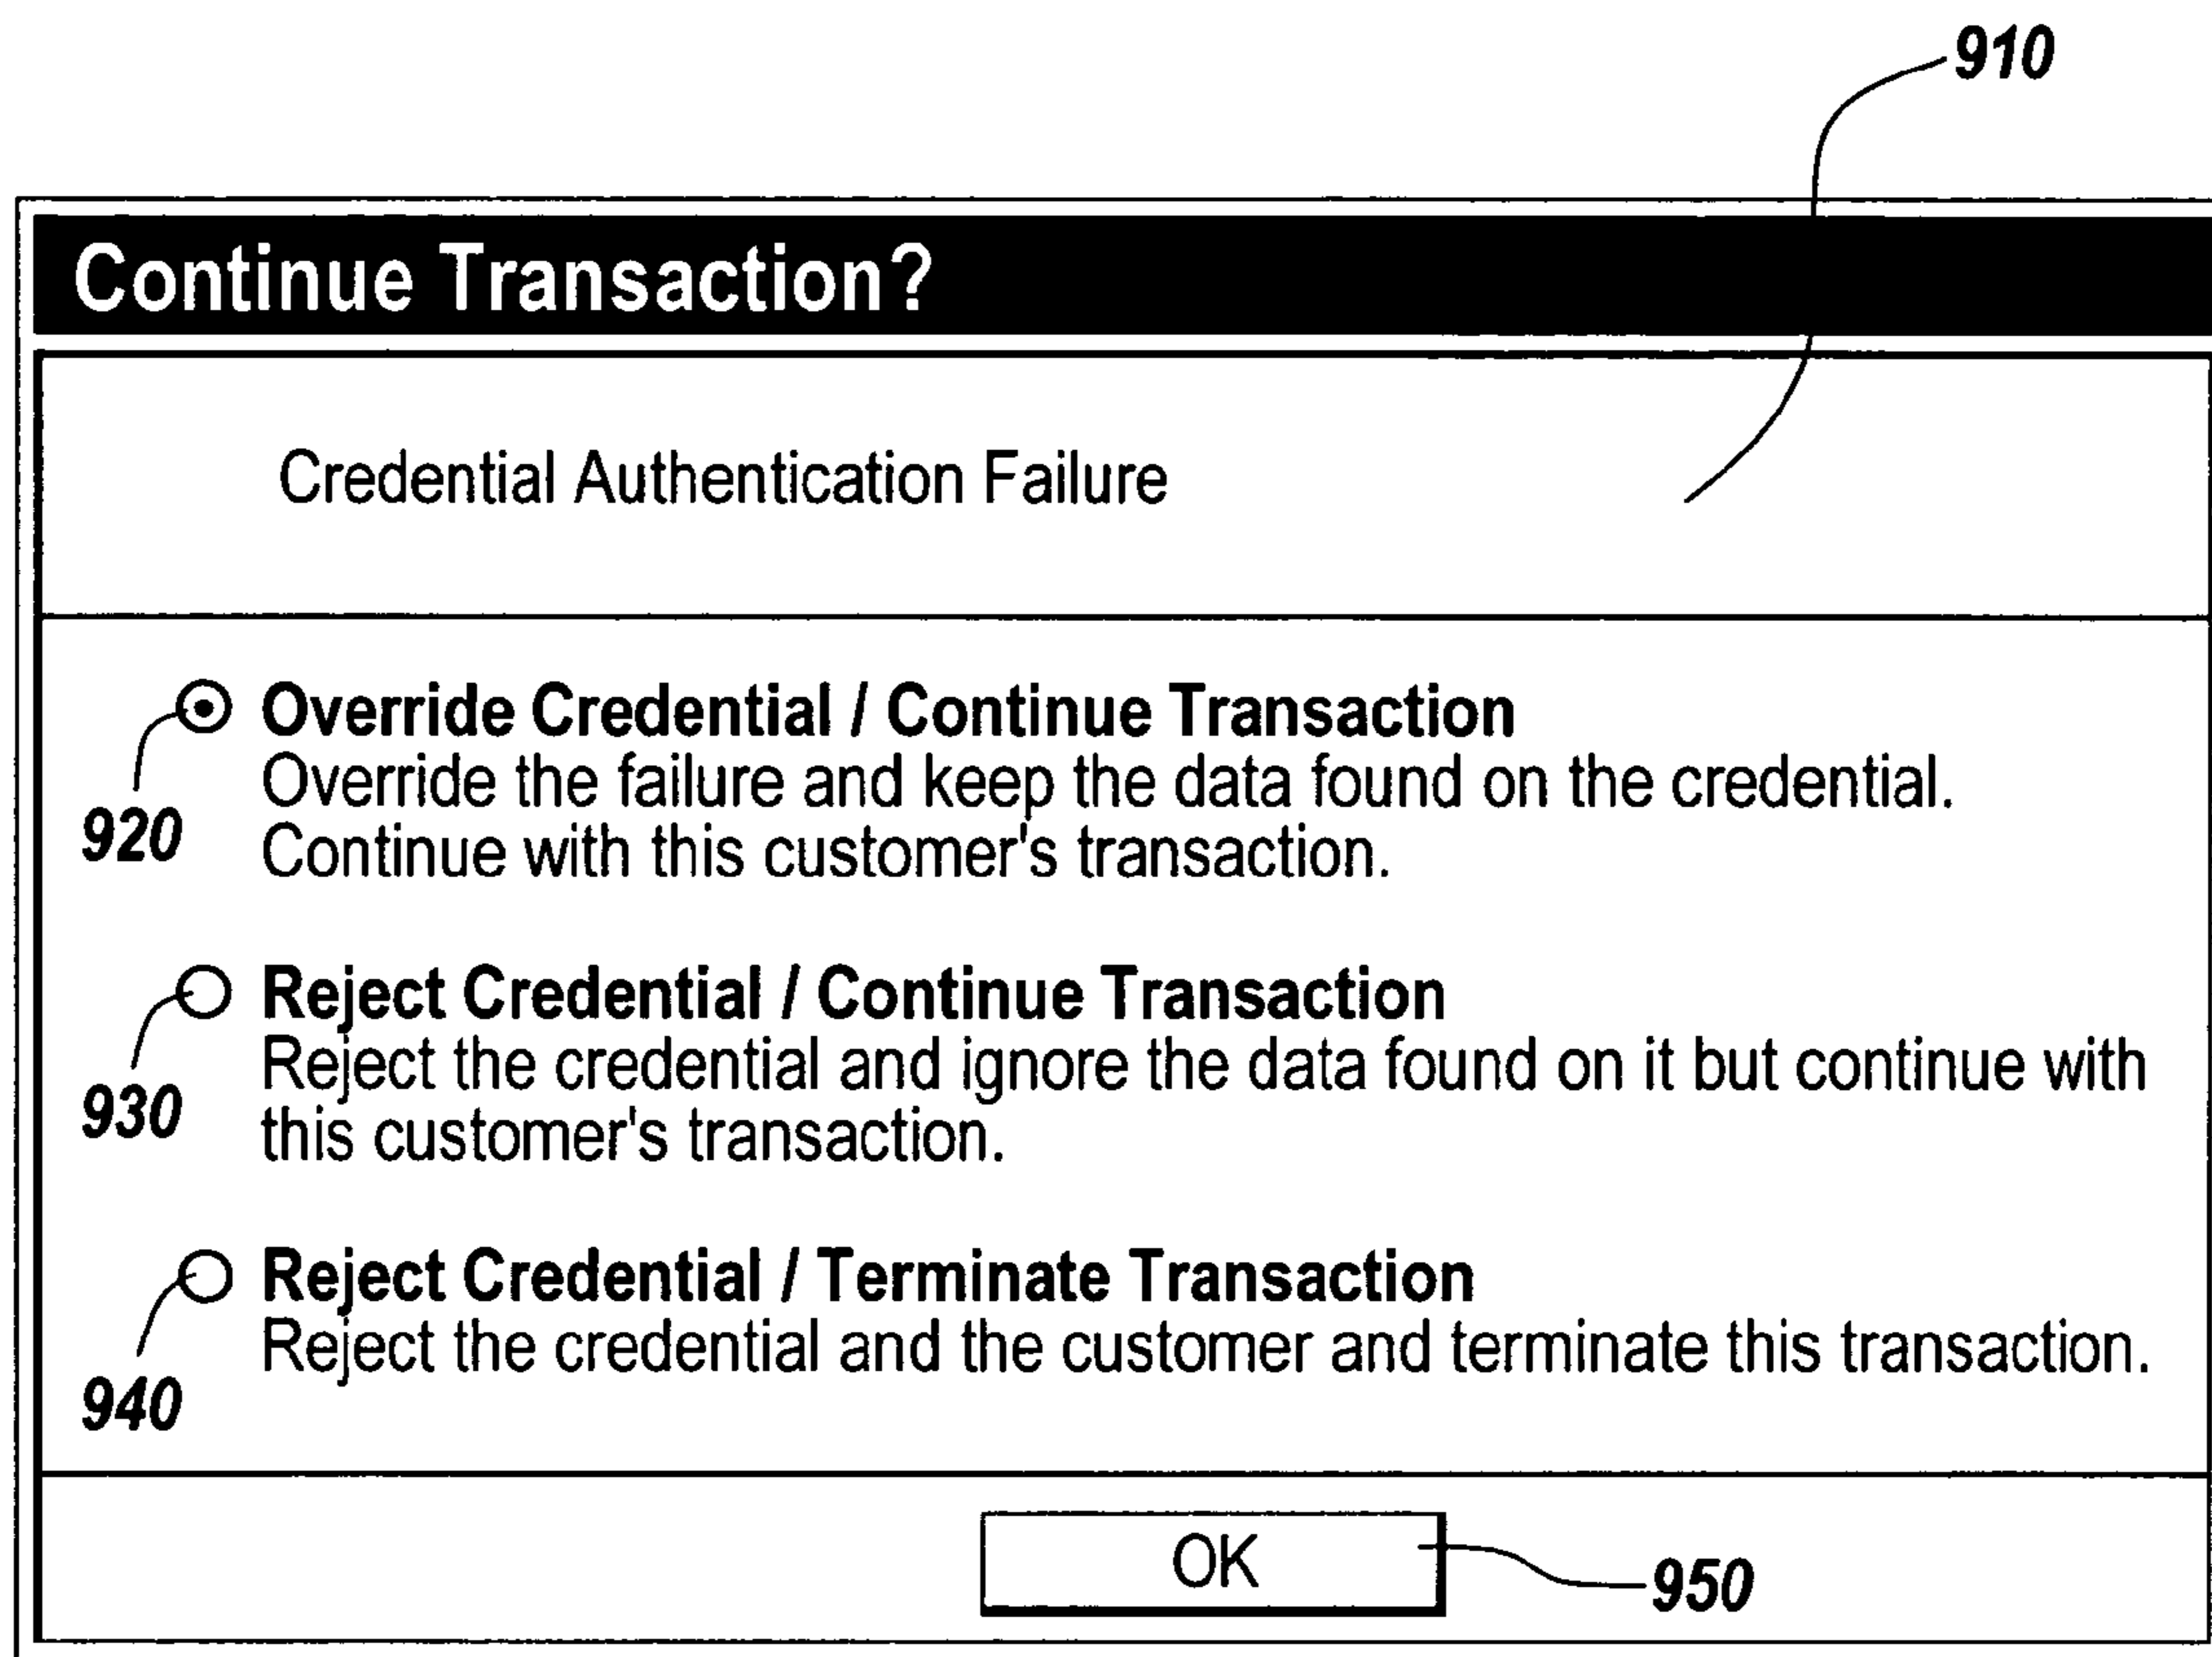 910
Continue Transaction?
Credential Authentication Failure
Override Credential / Continue Transaction
Override the failure and keep the data found on the credential.
920
Continue with this customer's transaction.
Reject Credential / Continue Transaction
Reject the credential and ignore the data found on it but continue with
930
this customer's transaction.
Reject Credential / Terminate Transaction
Reject the credential and the customer and terminate this transaction.
940
OK
950